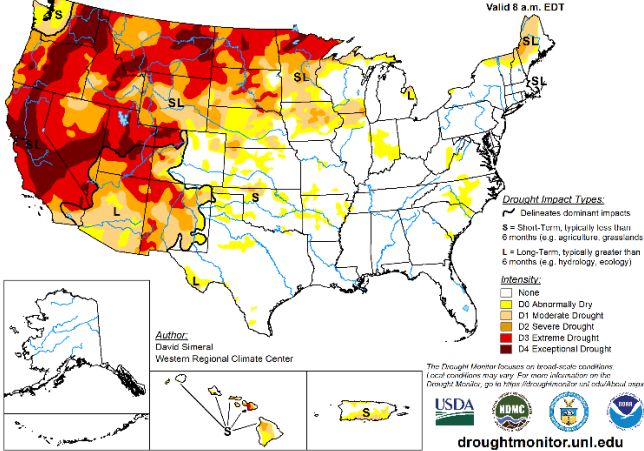 Valid 8 a.m. EDT
S
SL
SL
SL
SL
SL
S
L
L
Drought Impact Types:
Delineates dominant impacts
S = Short-Term, typically less than
6 months (e.g. agriculture, grasslands
L = Long-Term, typically greater than
6 months (e.g. hydrology, ecology)
Intensity:
None
D0 Abnormally Dry
D1 Moderate Drought
D2 Severe Drought
D3 Extreme Drought
D4 Exceptional Drought
Author:
David Simeral
Western Regional Climate Center
S
S
The Drought Monitor focuses on broad-scale conditions.
Local conditions may vary. For more information on the
Drought Monitor, go to https://droughtmonitor.unl.edu/About.aspx
USDA
NDMC
NOAA
droughtmonitor.unl.edu